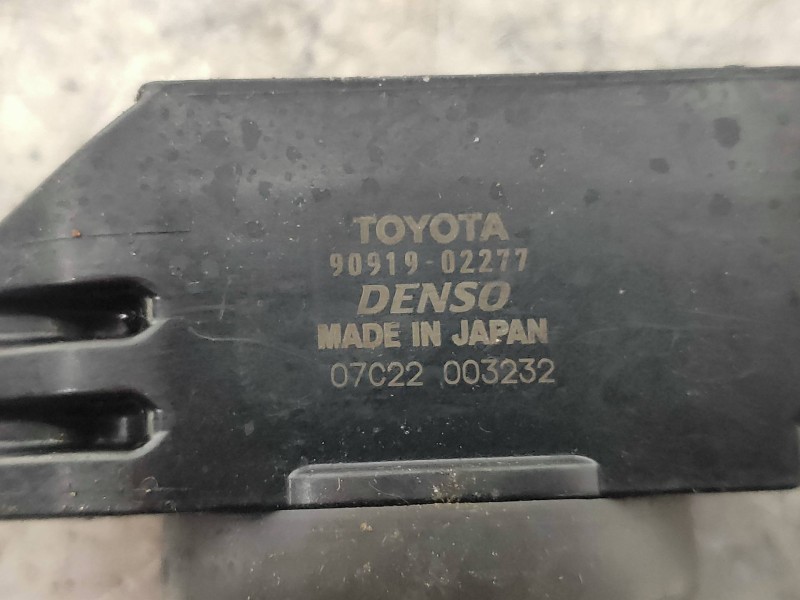 TOYOTA
90919-02277
DENSO
MADE IN JAPAN
07C22 003232